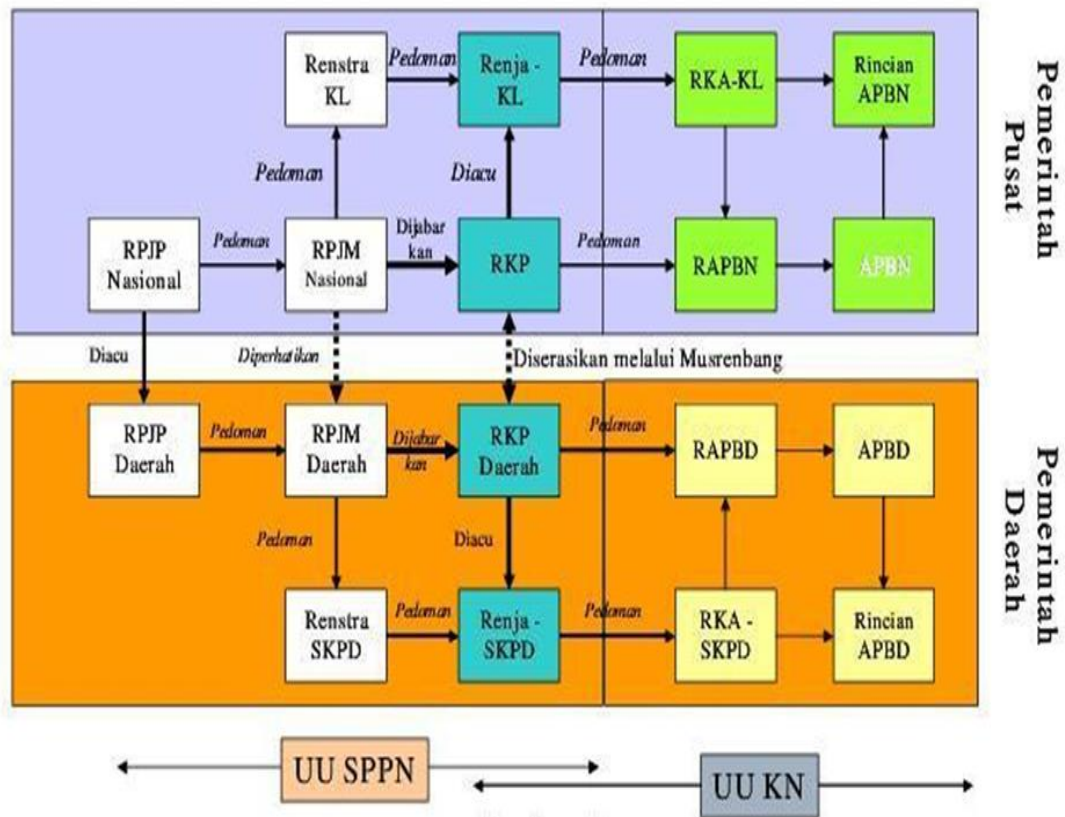 Renstra
KL
Pedoman
Renja -
KL
Pedoman
RKA-KL
Rincian
APBN
Pemerintah
Pusat
Pedoman
Diacu
RPJP
Nasional
Pedoman
RPJM
Nasional
Dijabar
kan
RKP
Pedoman
RAPBN
APBN
Diacu
Diperhatikan
Diserasikan melalui Musrenbang
RPJP
Daerah
Pedoman
RPJM
Daerah
Dijabar
kan
RKP
Daerah
Pedoman
RAPBD
APBD
Pemerintah
Daerah
Pedoman
Diacu
Renstra
SKPD
Pedoman
Renja -
SKPD
Pedoman
RKA -
SKPD
Rincian
APBD
UU SPPN
UU KN